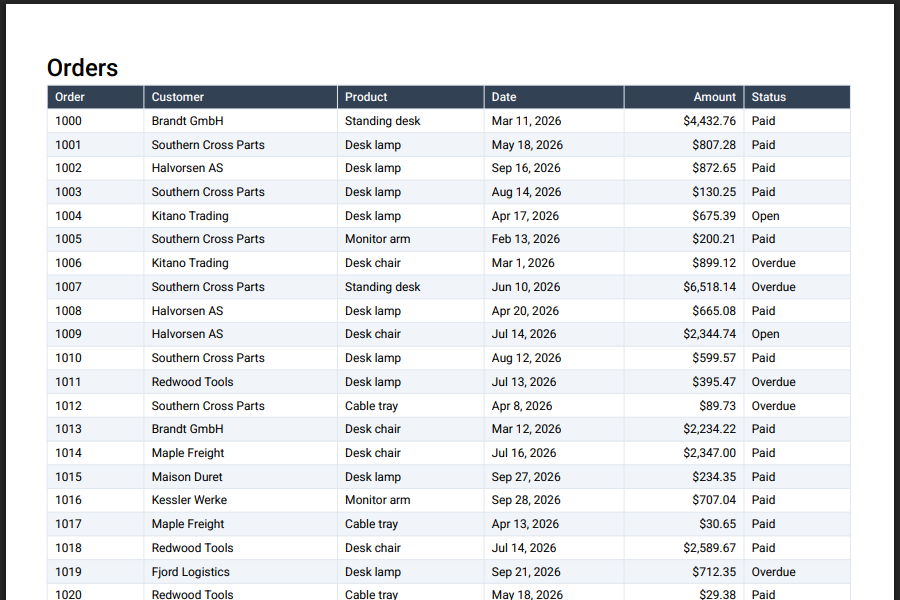 Orders
Order Customer Product Date Amount Status
1000 Brandt GmbH Standing desk Mar 11, 2026 $4,432.76 Paid
1001 Southern Cross Parts Desk lamp May 18, 2026 $807.28 Paid
1002 Halvorsen AS Desk lamp Sep 16, 2026 $872.65 Paid
1003 Southern Cross Parts Desk lamp Aug 14, 2026 $130.25 Paid
1004 Kitano Trading Desk lamp Apr 17, 2026 $675.39 Open
1005 Southern Cross Parts Monitor arm Feb 13, 2026 $200.21 Paid
1006 Kitano Trading Desk chair Mar 1, 2026 $899.12 Overdue
1007 Southern Cross Parts Standing desk Jun 10, 2026 $6,518.14 Overdue
1008 Halvorsen AS Desk lamp Apr 20, 2026 $665.08 Paid
1009 Halvorsen AS Desk chair Jul 14, 2026 $2,344.74 Open
1010 Southern Cross Parts Desk lamp Aug 12, 2026 $599.57 Paid
1011 Redwood Tools Desk lamp Jul 13, 2026 $395.47 Overdue
1012 Southern Cross Parts Cable tray Apr 8, 2026 $89.73 Overdue
1013 Brandt GmbH Desk chair Mar 12, 2026 $2,234.22 Paid
1014 Maple Freight Desk chair Jul 16, 2026 $2,347.00 Paid
1015 Maison Duret Desk lamp Sep 27, 2026 $234.35 Paid
1016 Kessler Werke Monitor arm Sep 28, 2026 $707.04 Paid
1017 Maple Freight Cable tray Apr 13, 2026 $30.65 Paid
1018 Redwood Tools Desk chair Jul 14, 2026 $2,589.67 Paid
1019 Fjord Logistics Desk lamp Sep 21, 2026 $712.35 Overdue
1020 Redwood Tools Cable tray May 18, 2026 $29.38 Paid